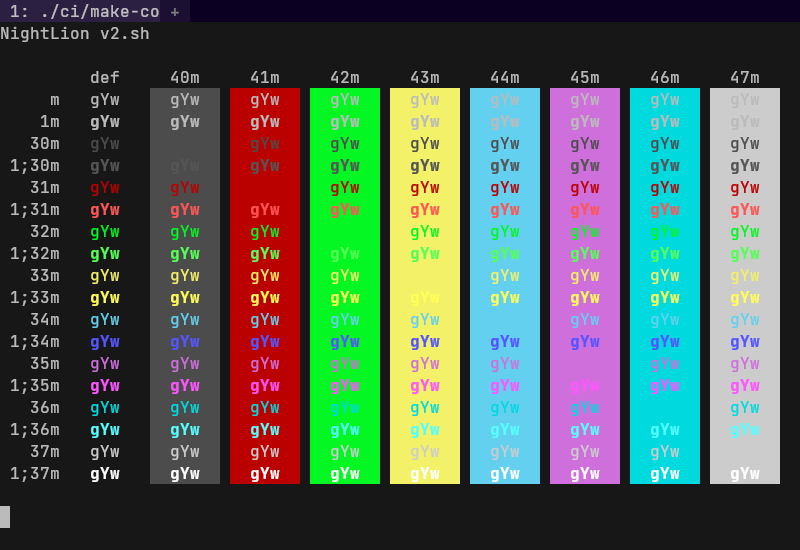 1: ./ci/make-co +
NightLion v2.sh
def 40m 41m 42m 43m 44m 45m 46m 47m
m gYw gYw gYw gYw gYw gYw gYw gYw gYw
1m gYw gYw gYw gYw gYw gYw gYw gYw gYw
30m gYw gYw gYw gYw gYw gYw gYw gYw
1;30m gYw gYw gYw gYw gYw gYw gYw gYw gYw
31m gYw gYw gYw gYw gYw gYw gYw gYw
1;31m gYw gYw gYw gYw gYw gYw gYw gYw gYw
32m gYw gYw gYw gYw gYw gYw gYw gYw
1;32m gYw gYw gYw gYw gYw gYw gYw gYw gYw
33m gYw gYw gYw gYw gYw gYw gYw gYw
1;33m gYw gYw gYw gYw gYw gYw gYw gYw gYw
34m gYw gYw gYw gYw gYw gYw gYw gYw
1;34m gYw gYw gYw gYw gYw gYw gYw gYw gYw
35m gYw gYw gYw gYw gYw gYw gYw gYw
1;35m gYw gYw gYw gYw gYw gYw gYw gYw gYw
36m gYw gYw gYw gYw gYw gYw gYw gYw
1;36m gYw gYw gYw gYw gYw gYw gYw gYw gYw
37m gYw gYw gYw gYw gYw gYw gYw gYw
1;37m gYw gYw gYw gYw gYw gYw gYw gYw gYw